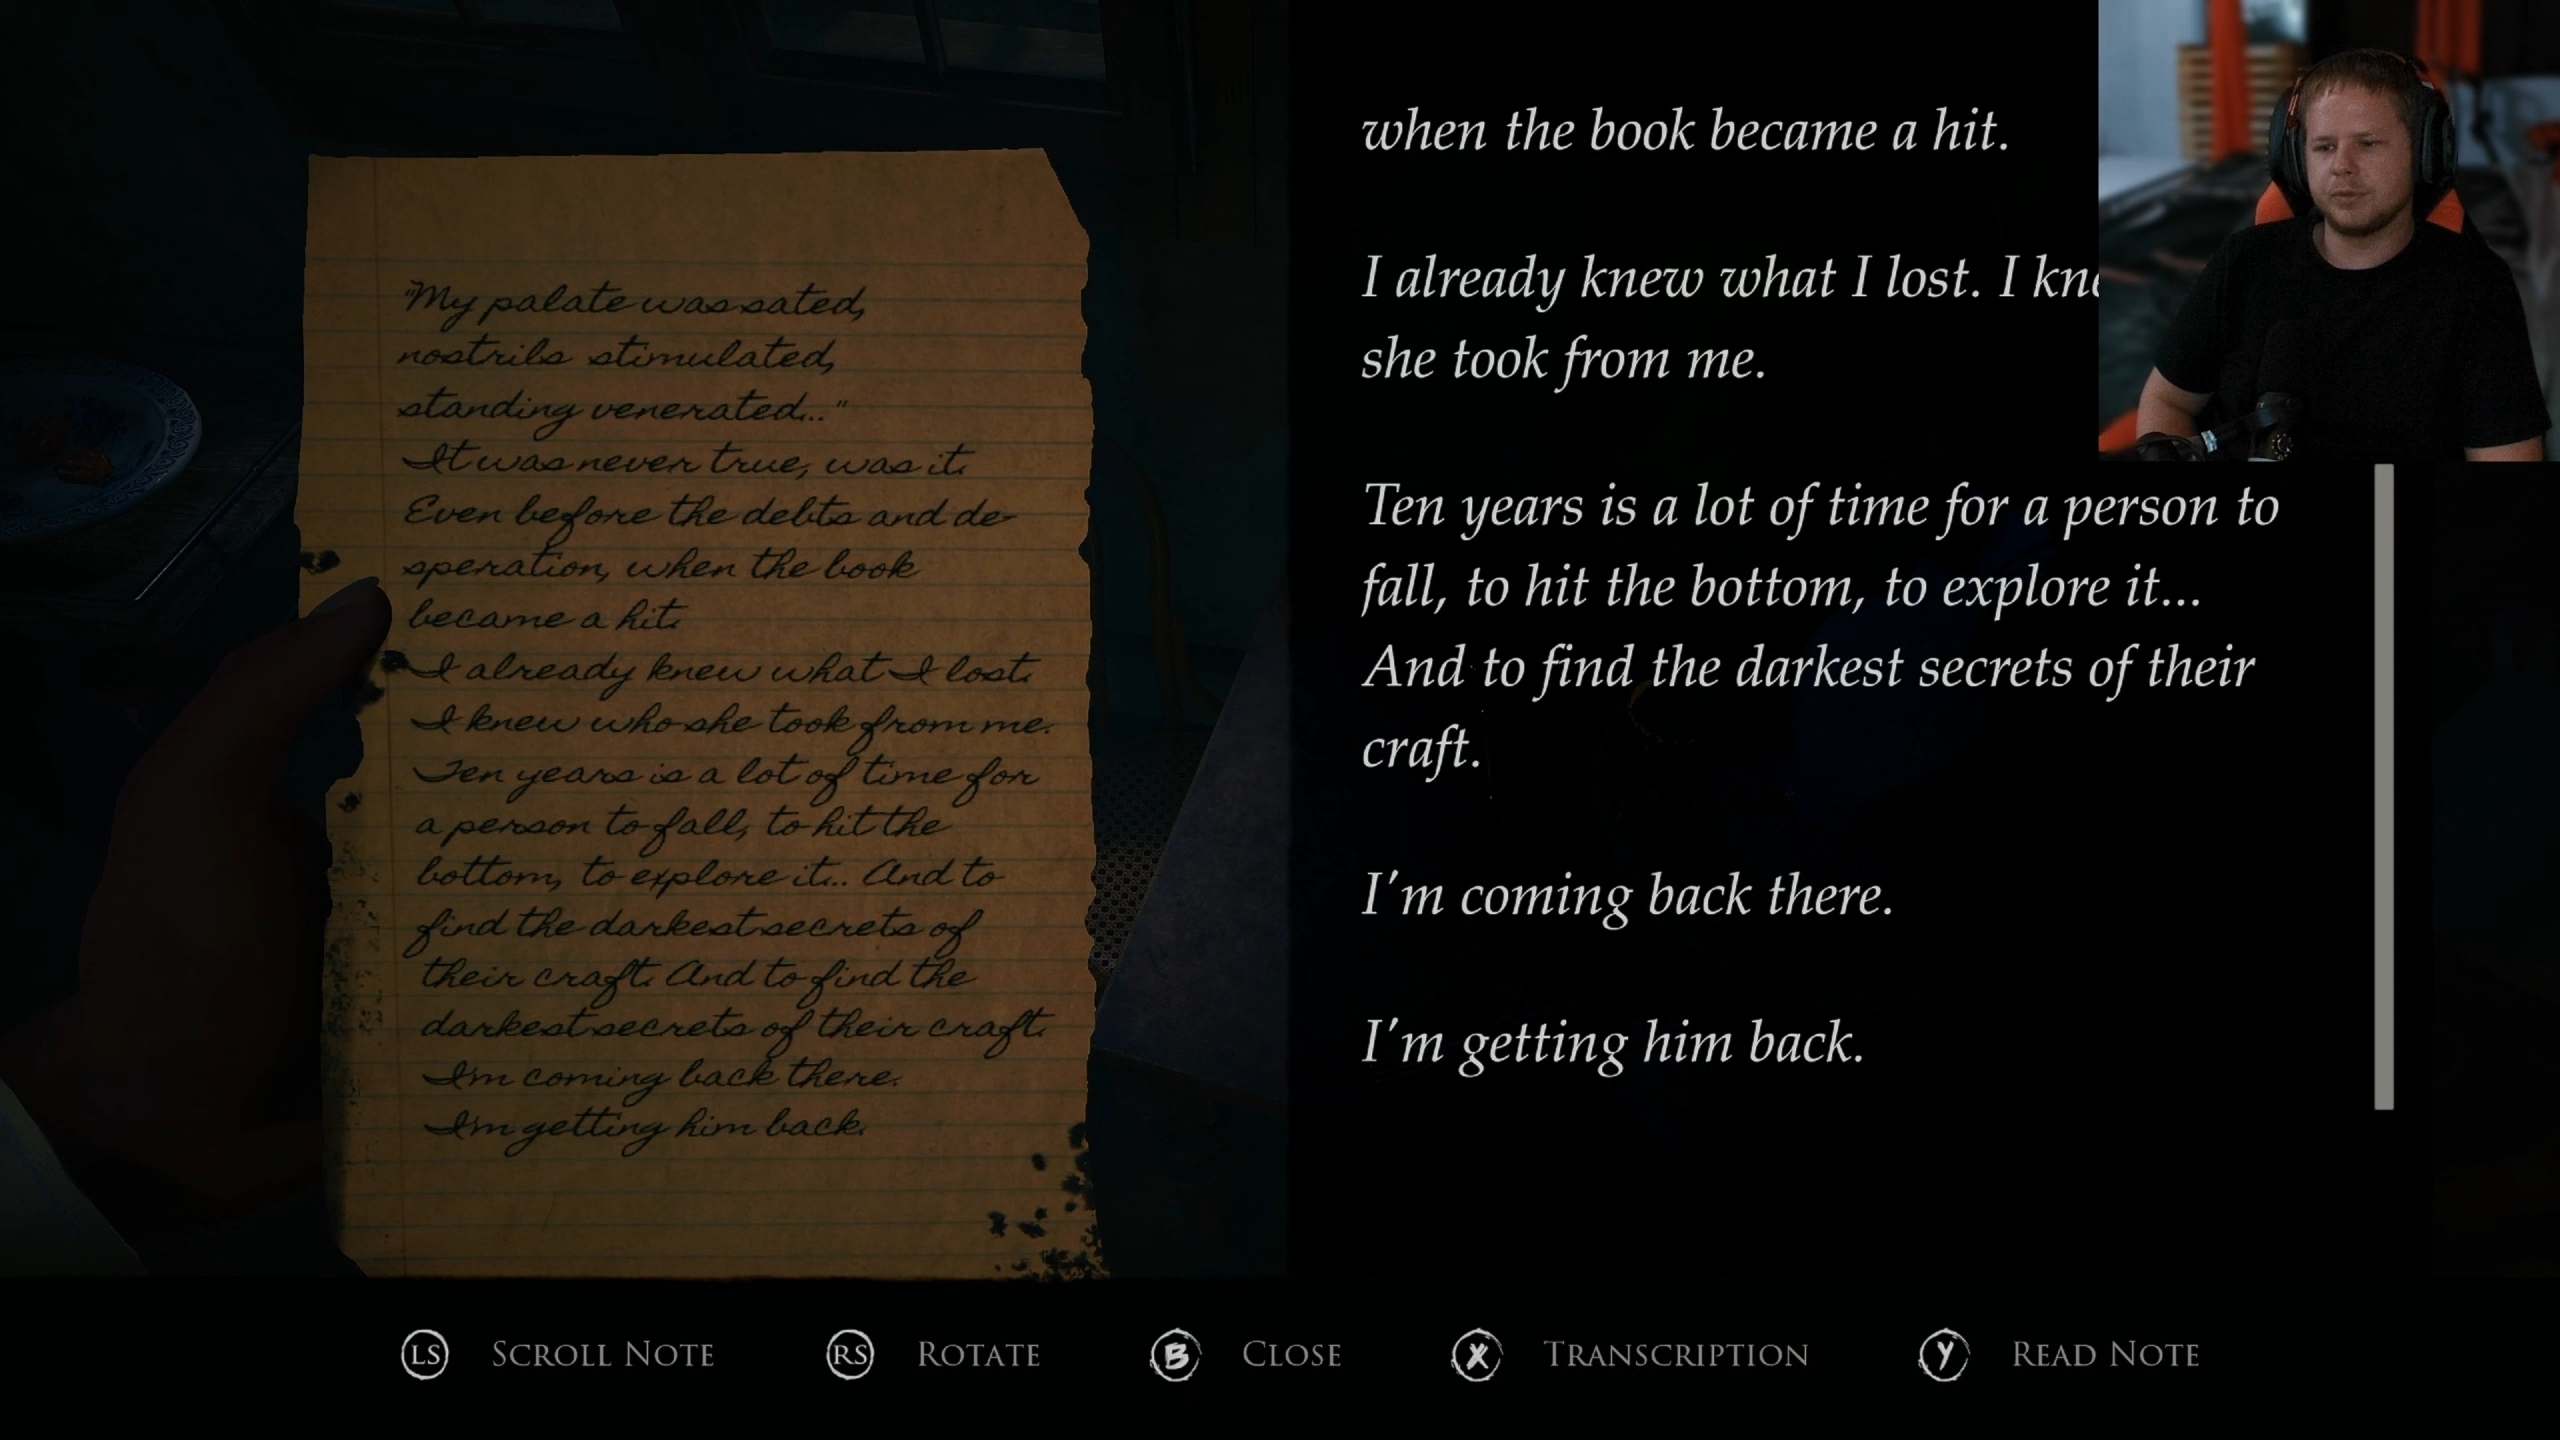 "My palate was sated,
nostrils stimulated,
standing venerated..."
It was never true, was it.
Even before the debts and de-
speration, when the book
became a hit.
I already knew what I lost.
I knew who she took from me.
Ten years is a lot of time for
a person to fall, to hit the
bottom, to explore it... And to
find the darkest secrets of
their craft. And to find the
darkest secrets of their craft.
I'm coming back there.
I'm getting him back.
when the book became a hit.
I already knew what I lost. I
she took from me.
Ten years is a lot of time for a person to
fall, to hit the bottom, to explore it...
And to find the darkest secrets of their
craft.
I'm coming back there.
I'm getting him back.
LS SCROLL NOTE RS ROTATE B CLOSE X TRANSCRIPTION Y READ NOTE